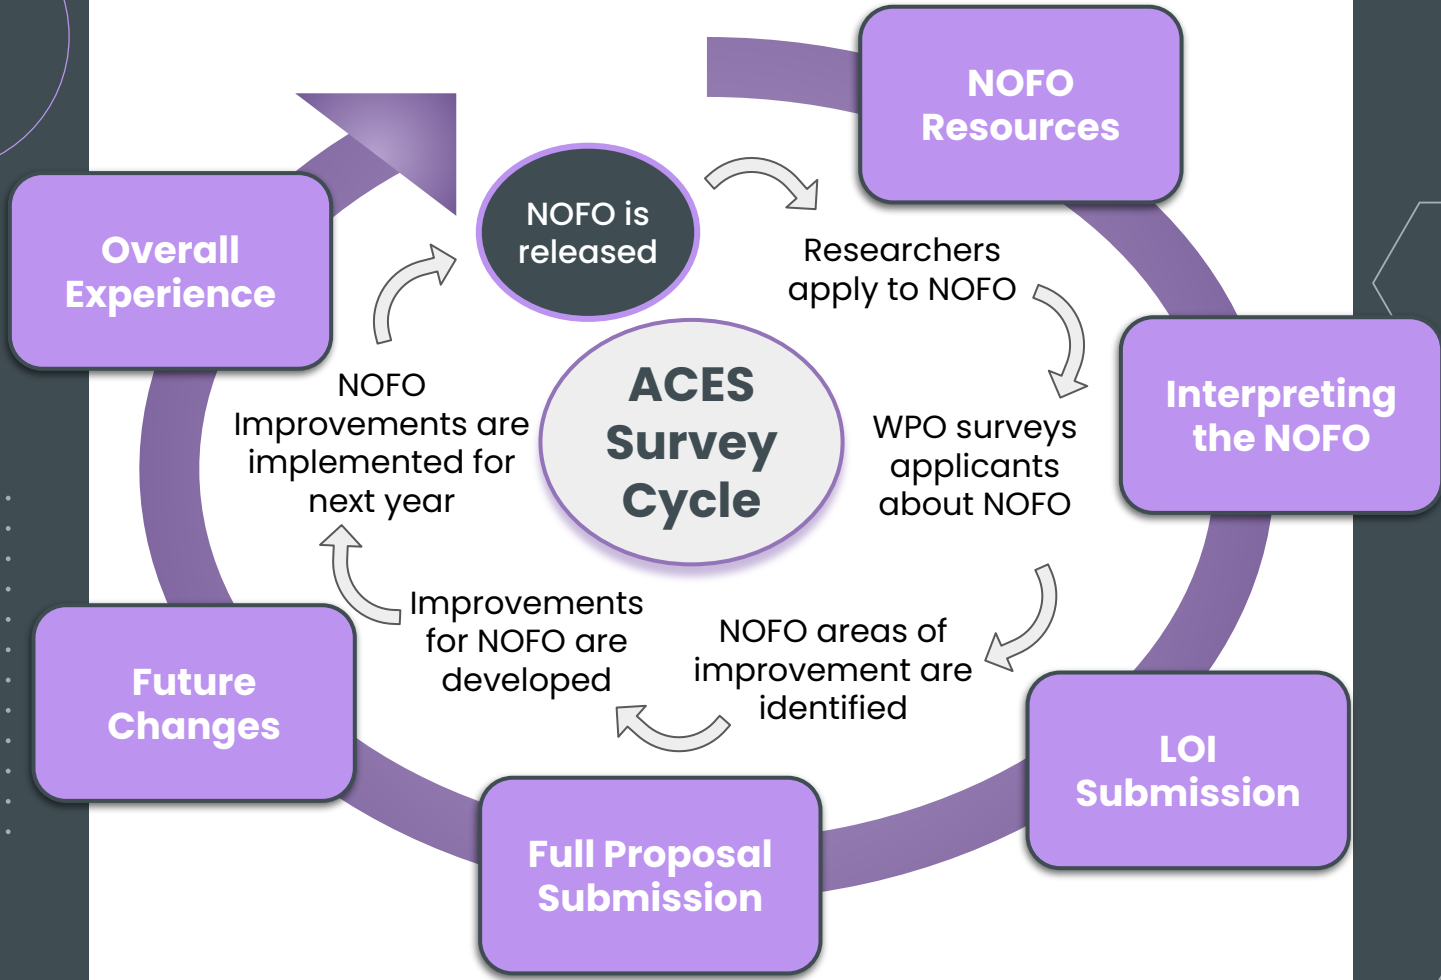 NOFO
Resources
NOFO is
released
Researchers
apply to NOFO
Overall
Experience
ACES
Survey
Cycle
NOFO
Improvements are
implemented for
next year
WPO surveys
applicants
about NOFO
Interpreting
the NOFO
Improvements
for NOFO are
developed
NOFO areas of
improvement are
identified
Future
Changes
LOI
Submission
Full Proposal
Submission